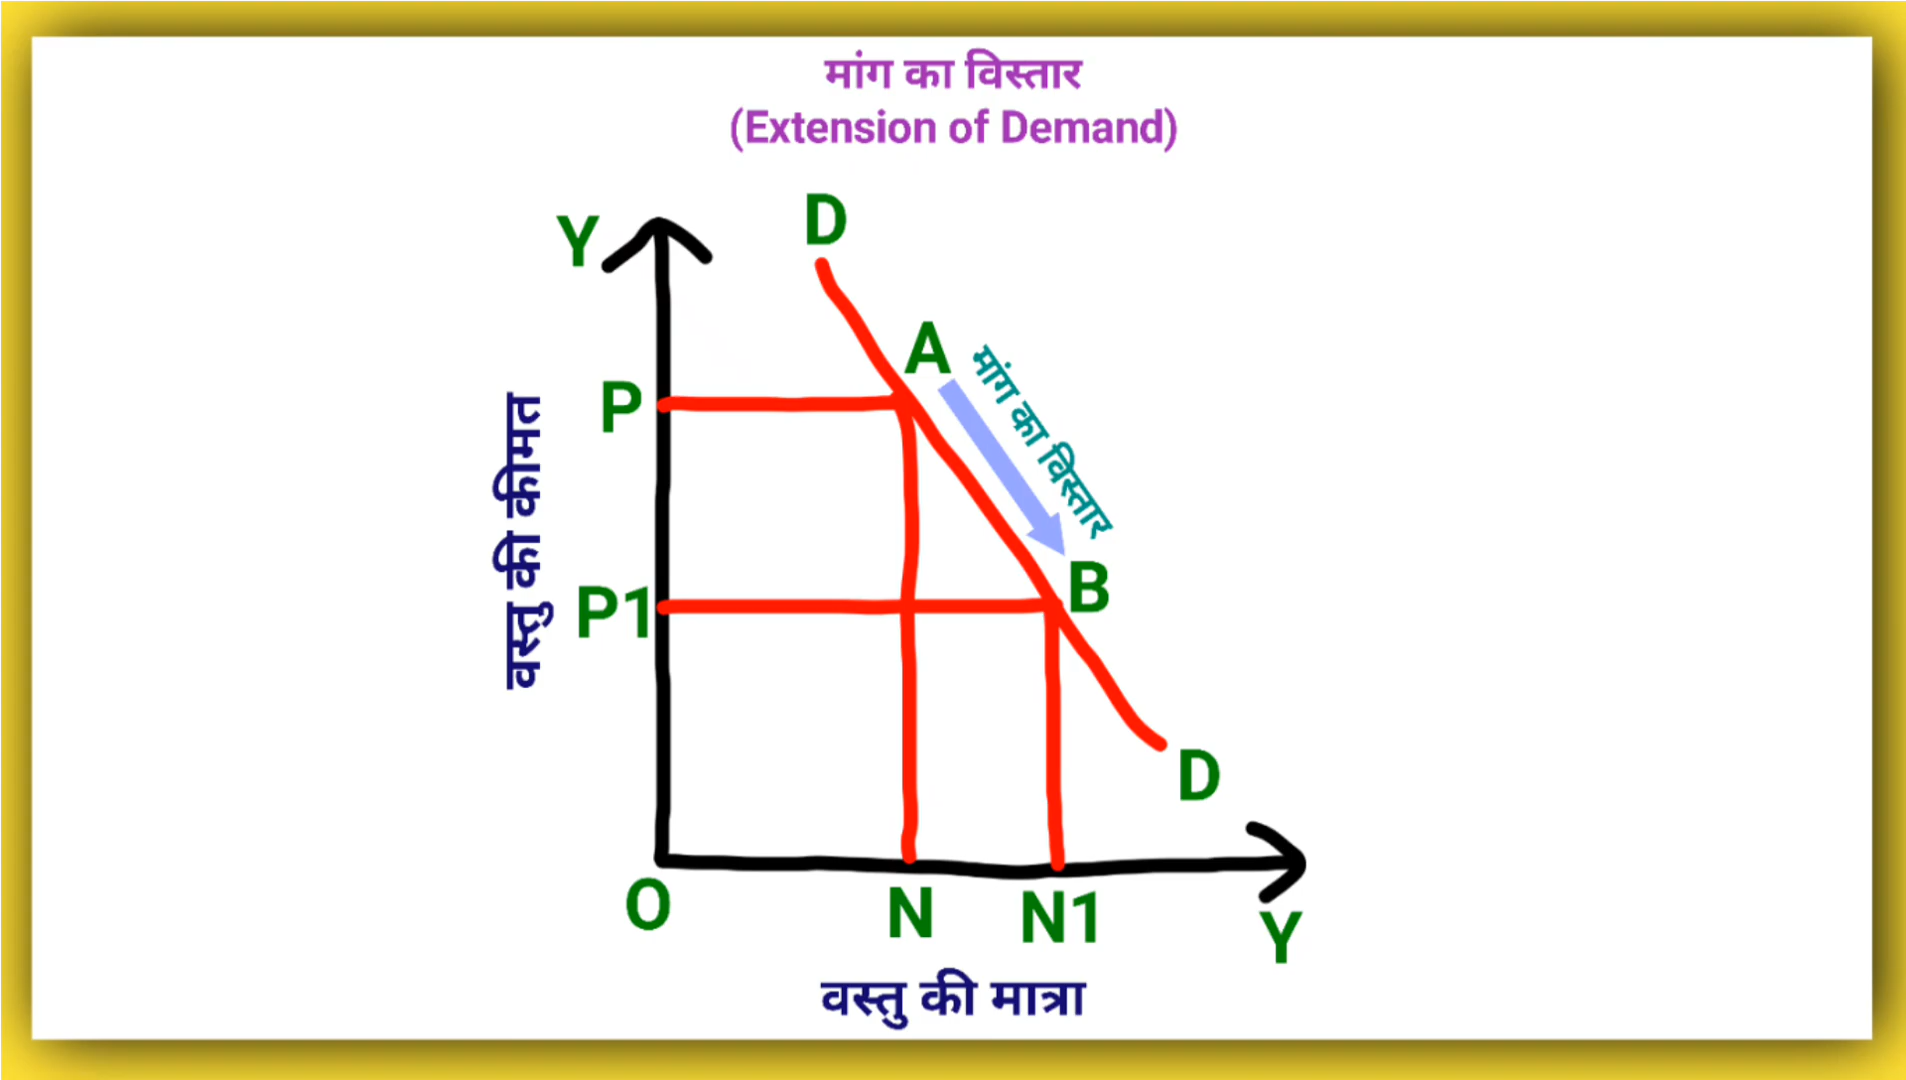 मांग का विस्तार
(Extension of Demand)
Y
D
A
मांग का विस्तार
P
वस्तु की कीमत
P1
B
D
O
N
N1
Y
वस्तु की मात्रा